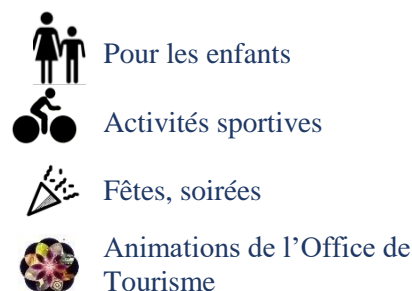 Pour les enfants
Activités sportives
Fêtes, soirées
Animations de l’Office de
Tourisme